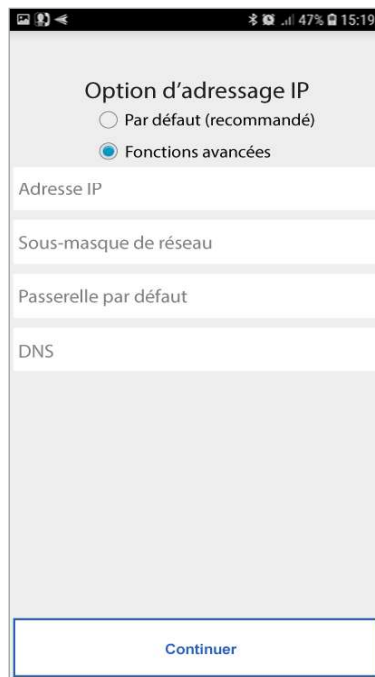 47% 15:19
Option d’adressage IP
Par défaut (recommandé)
Fonctions avancées
Adresse IP
Sous-masque de réseau
Passerelle par défaut
DNS
Continuer